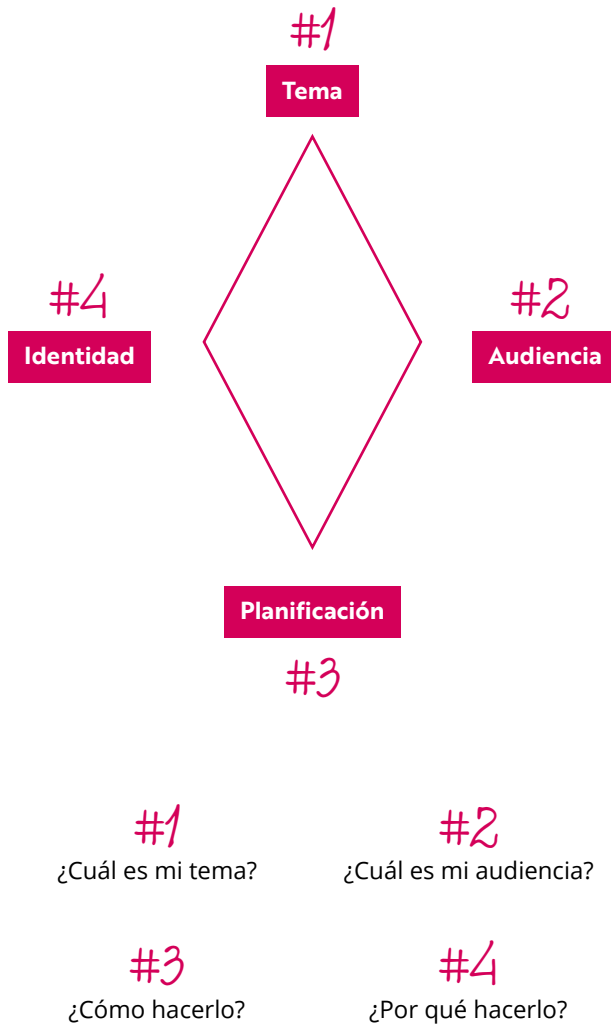 #1
Tema
#4
Identidad
#2
Audiencia
Planificación
#3
#1
¿Cuál es mi tema?
#2
¿Cuál es mi audiencia?
#3
¿Cómo hacerlo?
#4
¿Por qué hacerlo?